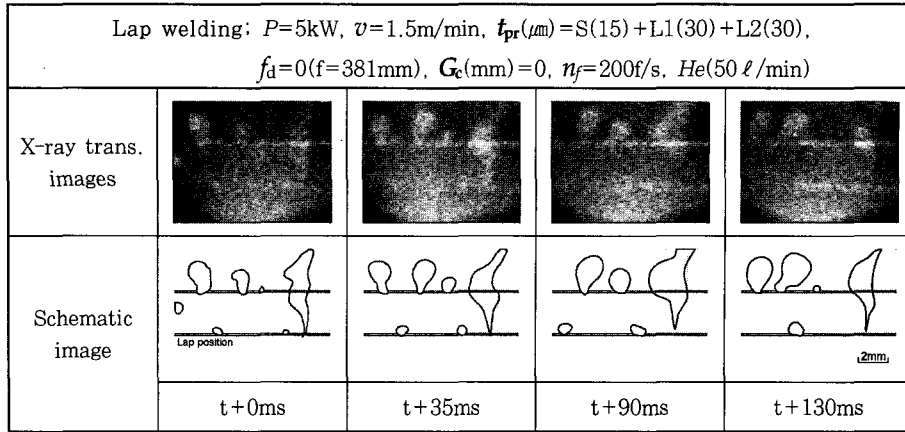 Lap welding; P=5kW, v=1.5m/min, tpr(μm)=S(15)+L1(30)+L2(30),
fd=0(f=381mm), Gc(mm)=0, nf=200f/s, He(50 ℓ/min)
X-ray trans.
images
Schematic
image
Lap position
2mm
t+0ms
t+35ms
t+90ms
t+130ms